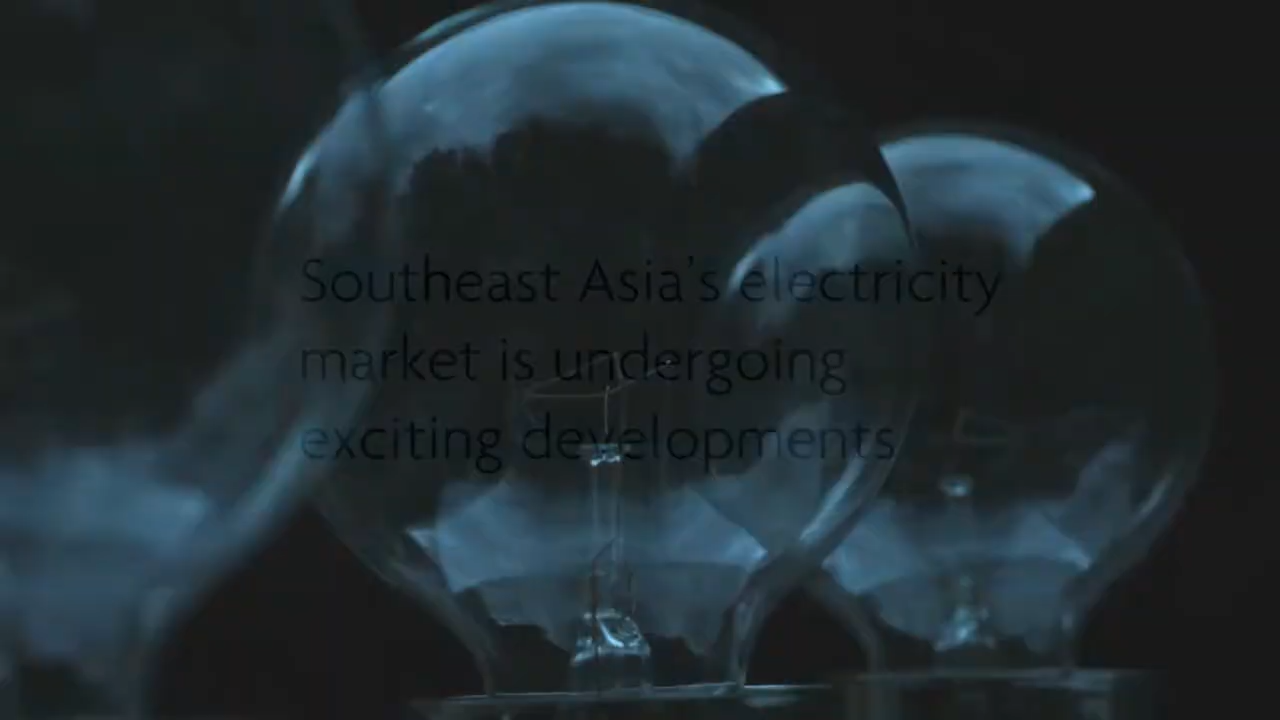 Southeast Asia's electricity
market is undergoing
exciting developments